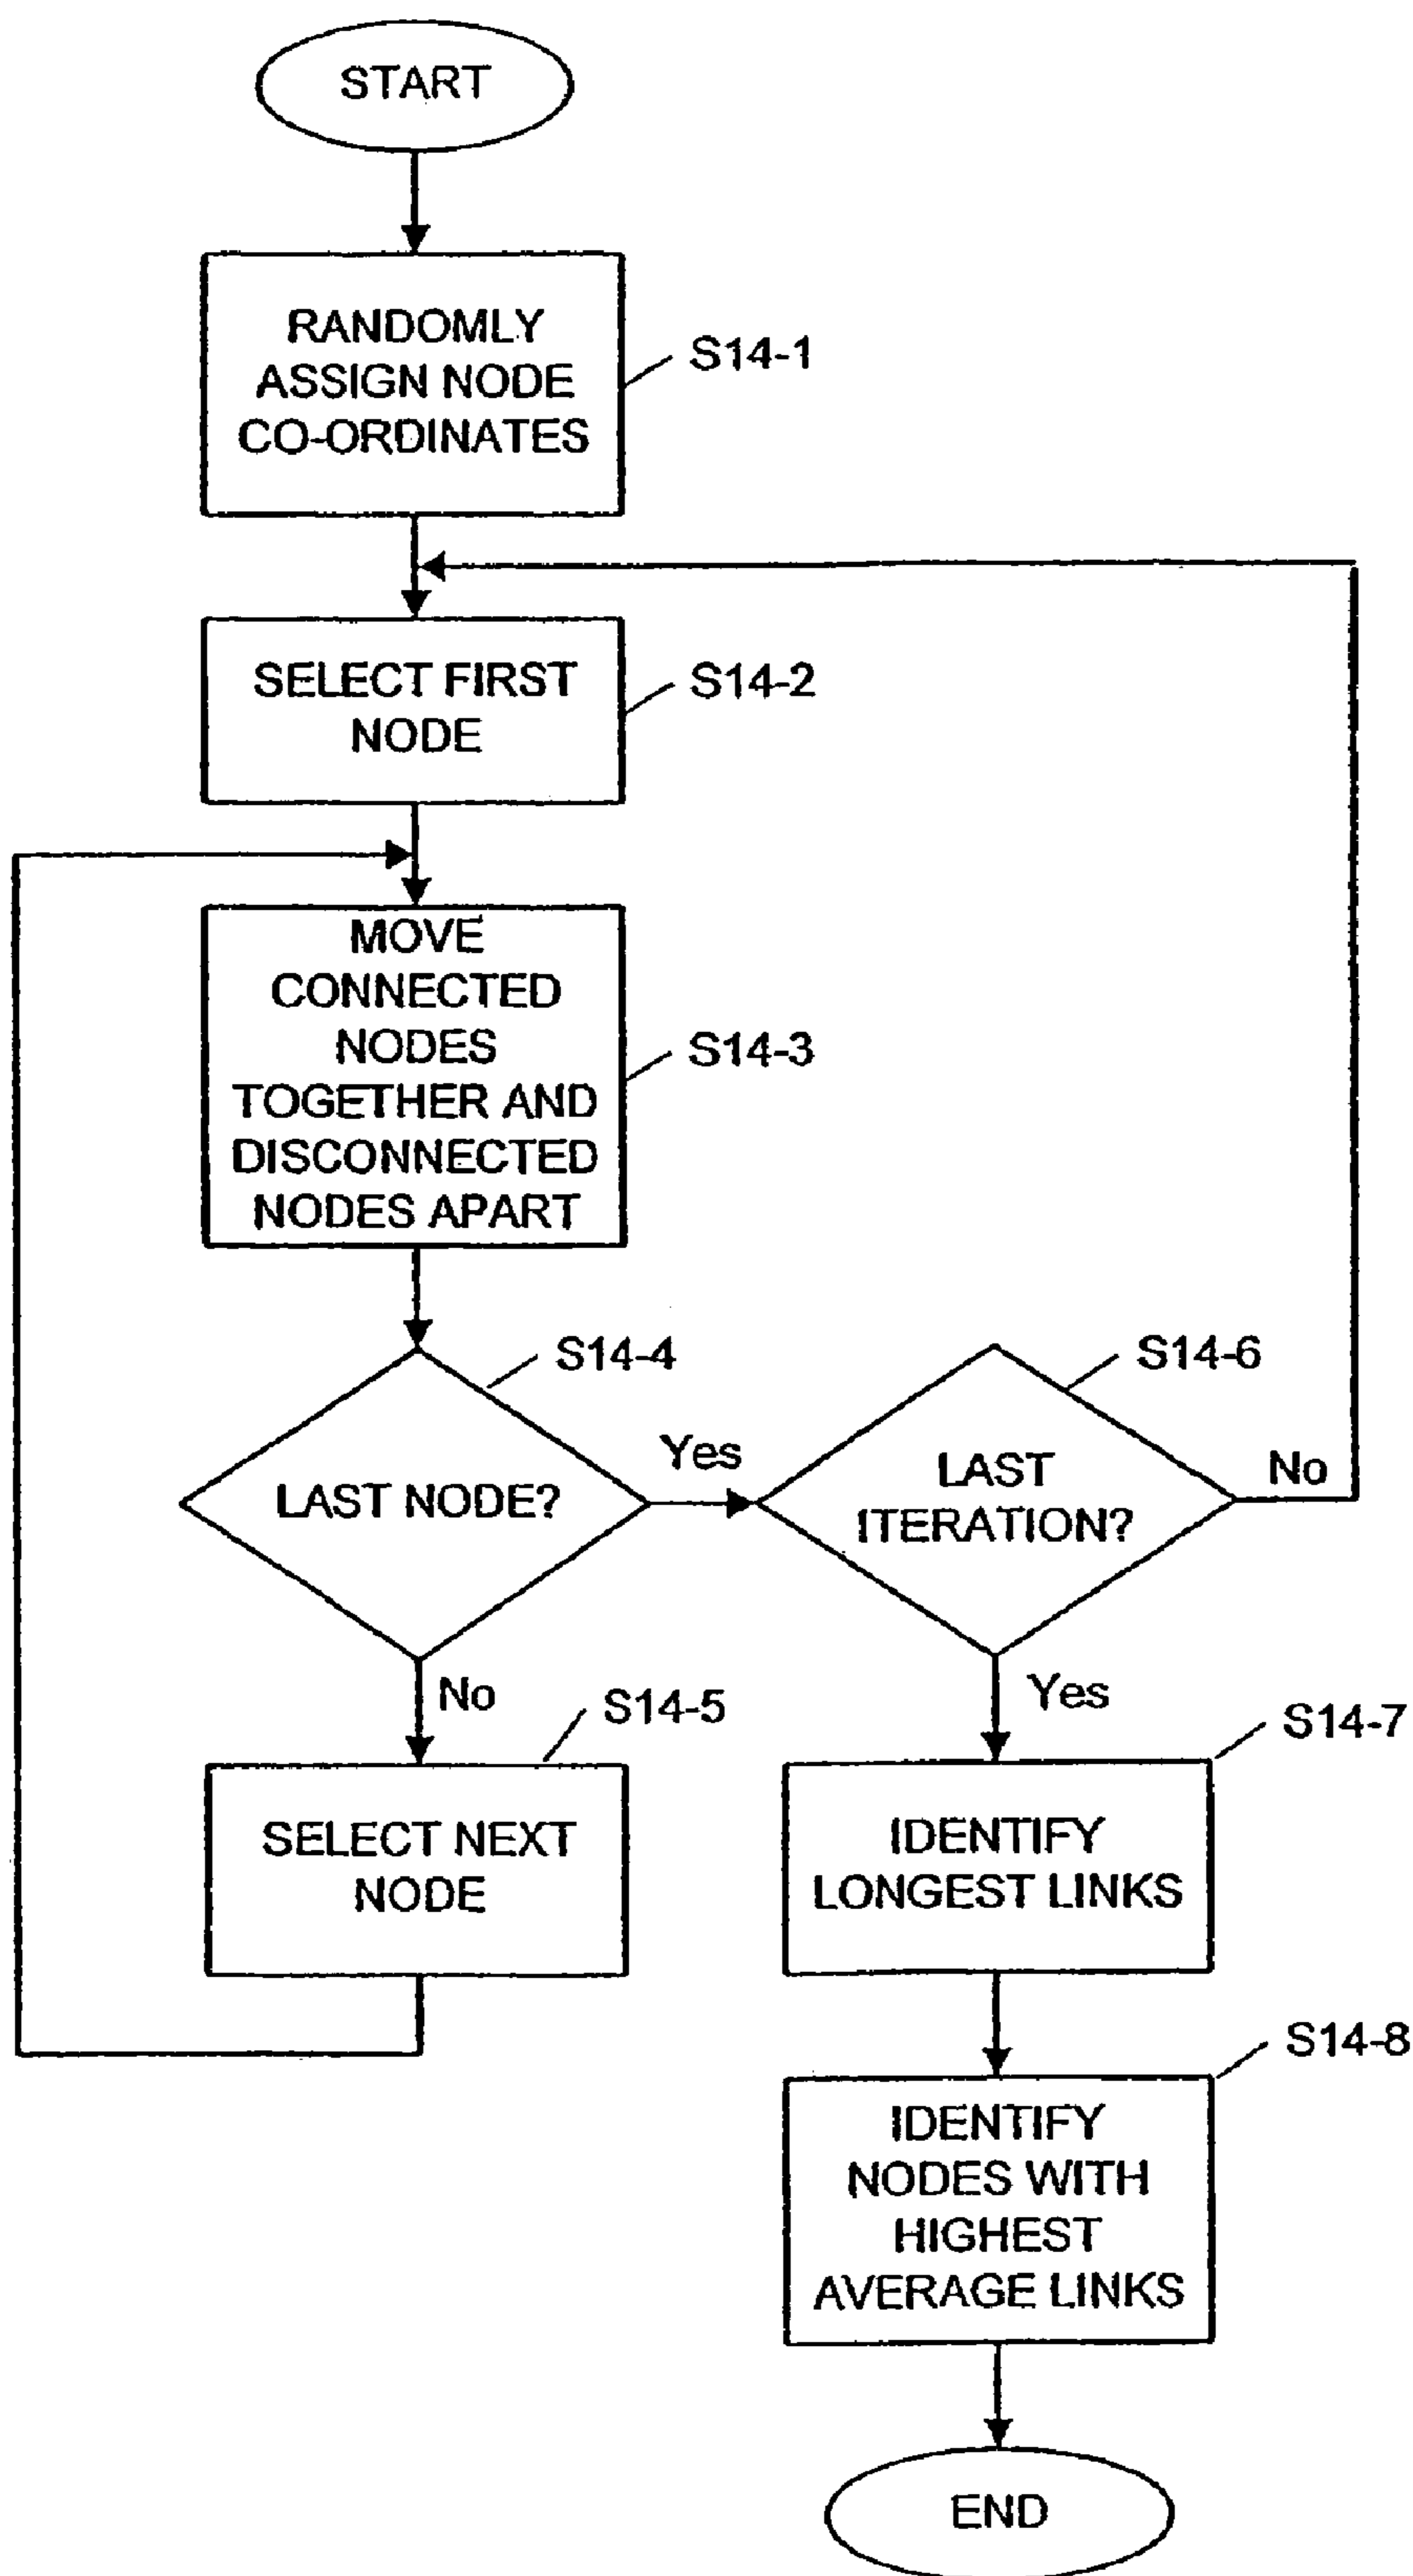 START
RANDOMLY
ASSIGN NODE
CO-ORDINATES
S14-1
SELECT FIRST
NODE
S14-2
MOVE
CONNECTED
NODES
TOGETHER AND
DISCONNECTED
NODES APART
S14-3
S14-4
LAST NODE?
Yes
S14-6
LAST
ITERATION?
No
No
S14-5
SELECT NEXT
NODE
Yes
S14-7
IDENTIFY
LONGEST LINKS
S14-8
IDENTIFY
NODES WITH
HIGHEST
AVERAGE LINKS
END